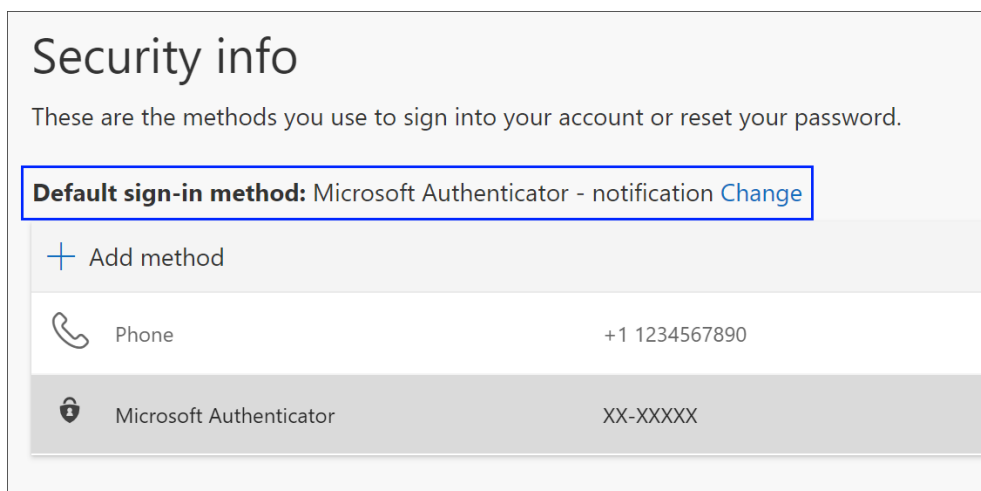 Security info
These are the methods you use to sign into your account or reset your password.
Default sign-in method: Microsoft Authenticator - notification Change
+ Add method
Phone +1 1234567890
Microsoft Authenticator XX-XXXXX